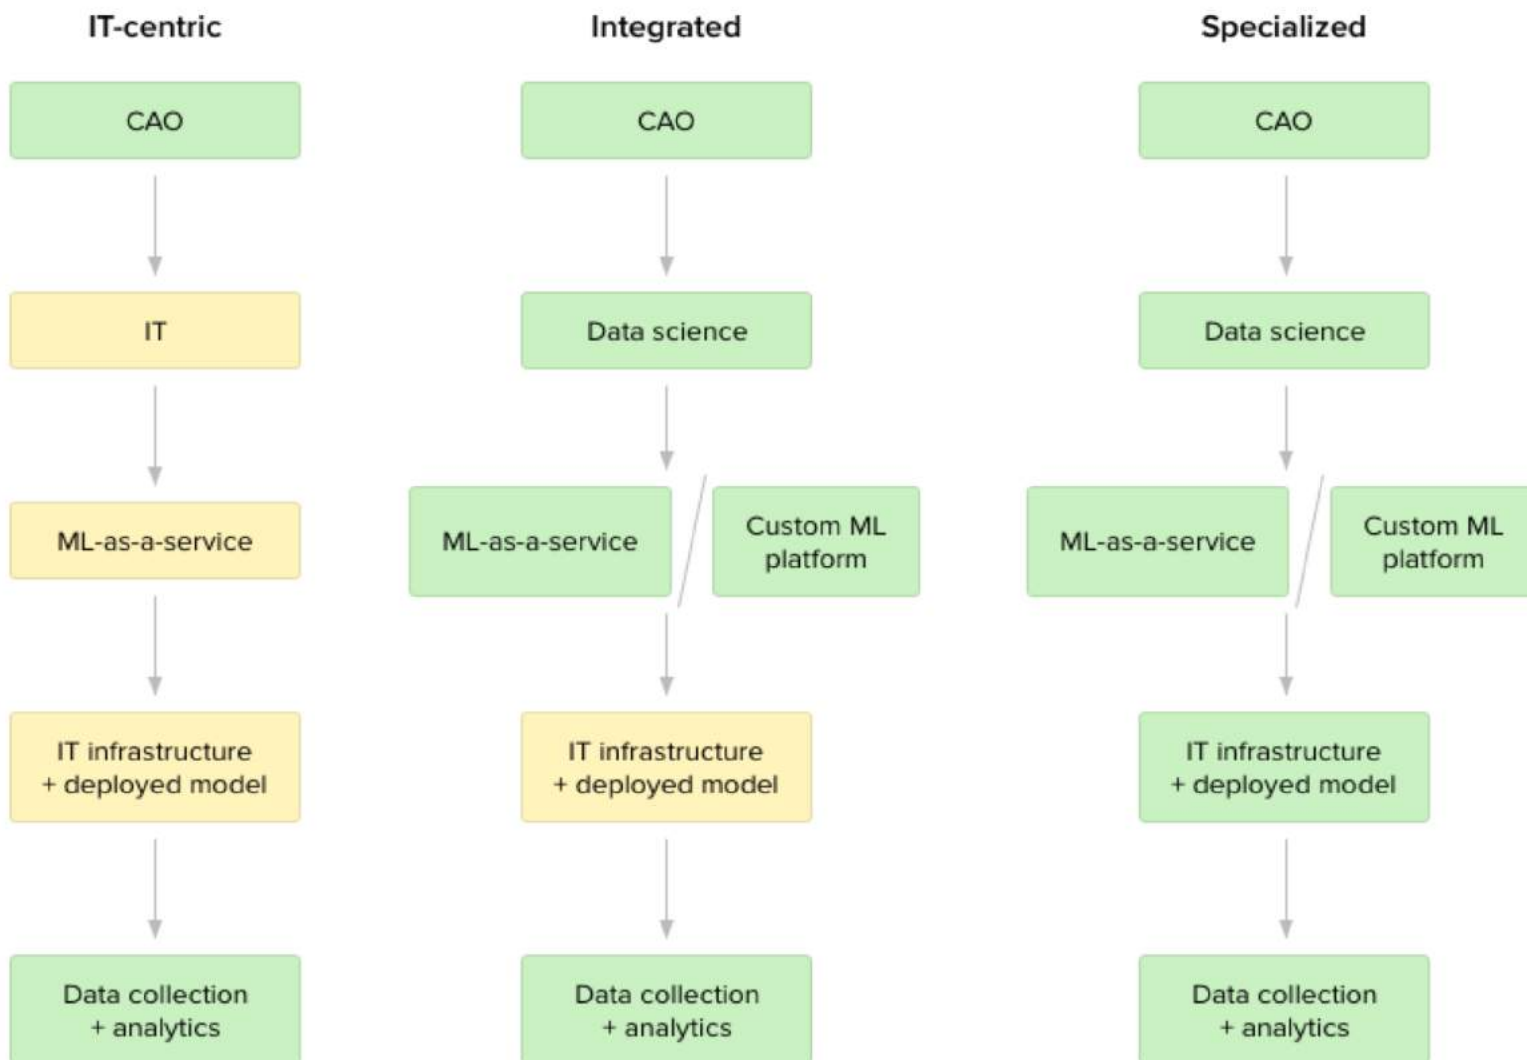 IT-centric
CAO
IT
ML-as-a-service
IT infrastructure
+ deployed model
Data collection
+ analytics
Integrated
CAO
Data science
ML-as-a-service
Custom ML
platform
IT infrastructure
+ deployed model
Data collection
+ analytics
Specialized
CAO
Data science
ML-as-a-service
Custom ML
platform
IT infrastructure
+ deployed model
Data collection
+ analytics